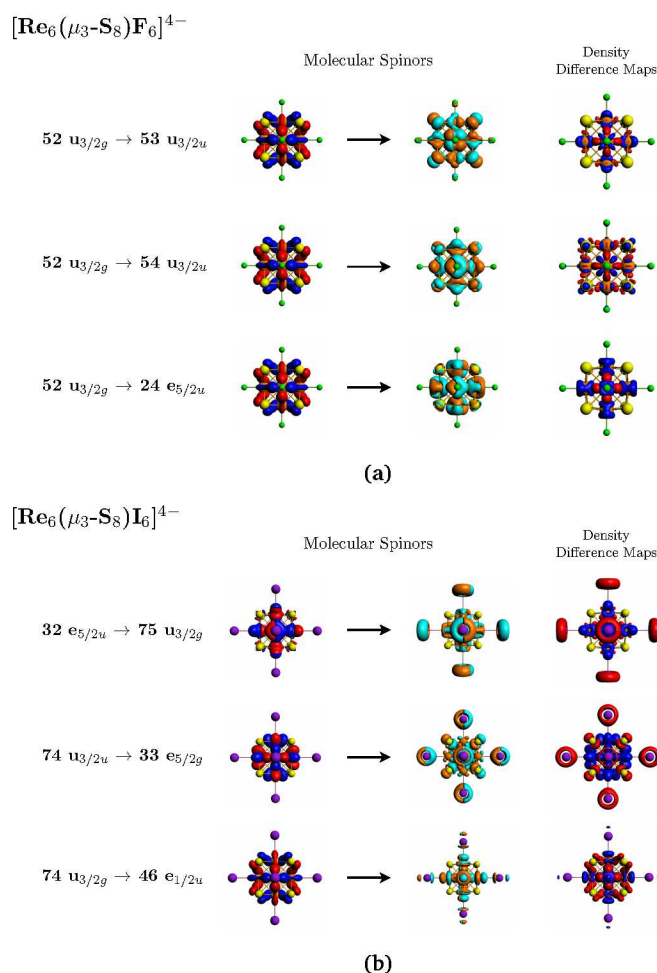 [Re₆(μ₃-S₈)F₆]⁴⁻
Molecular Spinors
Density
Difference Maps
52 u₃/₂g → 53 u₃/₂u
52 u₃/₂g → 54 u₃/₂u
52 u₃/₂g → 24 e₅/₂u
(a)
[Re₆(μ₃-S₈)I₆]⁴⁻
Molecular Spinors
Density
Difference Maps
32 e₅/₂u → 75 u₃/₂g
74 u₃/₂u → 33 e₅/₂g
74 u₃/₂g → 46 e₁/₂u
(b)